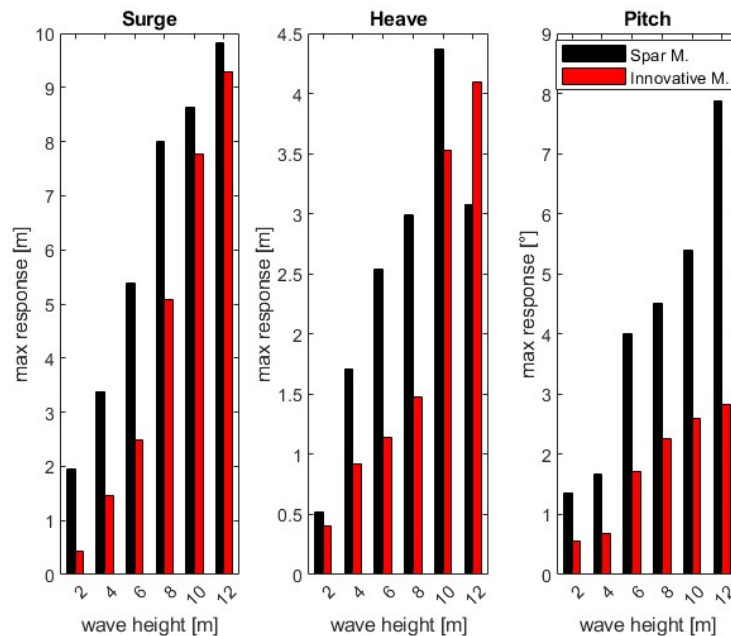 Surge
10
9
8
7
6
5
4
3
2
1
0
max response [m]
2 4 6 8 10 12
wave height [m]
Heave
4.5
4
3.5
3
2.5
2
1.5
1
0.5
0
max response [m]
2 4 6 8 10 12
wave height [m]
Pitch
9
8
7
6
5
4
3
2
1
0
max response [°]
2 4 6 8 10 12
wave height [m]
Spar M.
Innovative M.